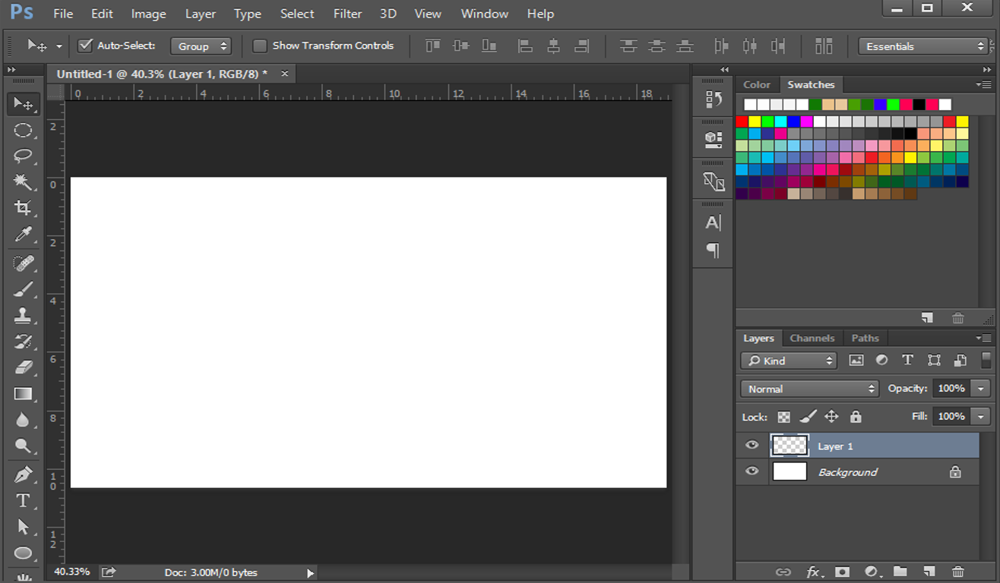 Ps File Edit Image Layer Type Select Filter 3D View Window Help
Auto-Select: Group Show Transform Controls Essentials
Untitled-1 @ 40.3% (Layer 1, RGB/8) * ×
Color Swatches
0 2 4 6 8 10 12 14 16 18
2
0
2
4
6
8
1
0
1
2
A
T
Layers Channels Paths
Kind T
Normal Opacity: 100%
Lock: Fill: 100%
Layer 1
Background
40.33% Doc: 3.00M/0 bytes
fx